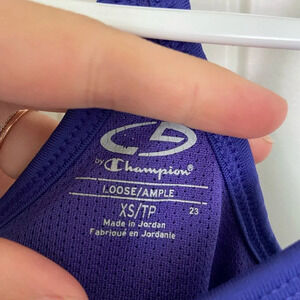 C9
by Champion®
LOOSE/AMPLE
XS/TP
23
Made in Jordan
Fabriqué en Jordanie